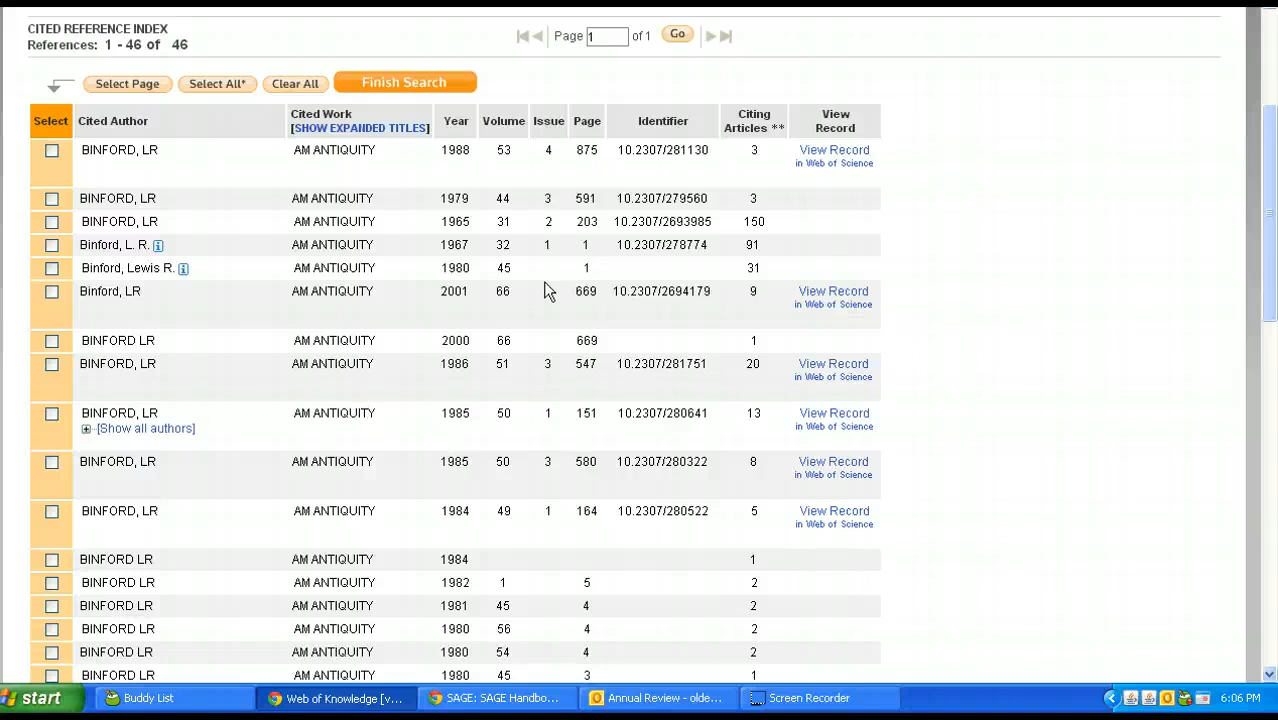 CITED REFERENCE INDEX
References: 1 - 46 of 46
Page 1 of 1 Go
Select Page Select All* Clear All Finish Search
Select Cited Author Cited Work [SHOW EXPANDED TITLES] Year Volume Issue Page Identifier Citing Articles ** View Record
BINFORD, LR AM ANTIQUITY 1988 53 4 875 10.2307/281130 3 View Record
in Web of Science
BINFORD, LR AM ANTIQUITY 1979 44 3 591 10.2307/279560 3
BINFORD, LR AM ANTIQUITY 1965 31 2 203 10.2307/2693985 150
Binford, L. R. i AM ANTIQUITY 1967 32 1 1 10.2307/278774 91
Binford, Lewis R. i AM ANTIQUITY 1980 45 1 31
Binford, LR AM ANTIQUITY 2001 66 669 10.2307/2694179 9 View Record
in Web of Science
BINFORD LR AM ANTIQUITY 2000 66 669 1
BINFORD, LR AM ANTIQUITY 1986 51 3 547 10.2307/281751 20 View Record
in Web of Science
BINFORD, LR AM ANTIQUITY 1985 50 1 151 10.2307/280641 13 View Record
[Show all authors] in Web of Science
BINFORD, LR AM ANTIQUITY 1985 50 3 580 10.2307/280322 8 View Record
in Web of Science
BINFORD, LR AM ANTIQUITY 1984 49 1 164 10.2307/280522 5 View Record
in Web of Science
BINFORD LR AM ANTIQUITY 1984 1
BINFORD LR AM ANTIQUITY 1982 1 5 2
BINFORD LR AM ANTIQUITY 1981 45 4 2
BINFORD LR AM ANTIQUITY 1980 56 4 2
BINFORD LR AM ANTIQUITY 1980 54 4 2
BINFORD LR AM ANTIQUITY 1980 45 3 1
start Buddy List Web of Knowledge [v... SAGE: SAGE Handbo... Annual Review - olde... Screen Recorder 6:06 PM